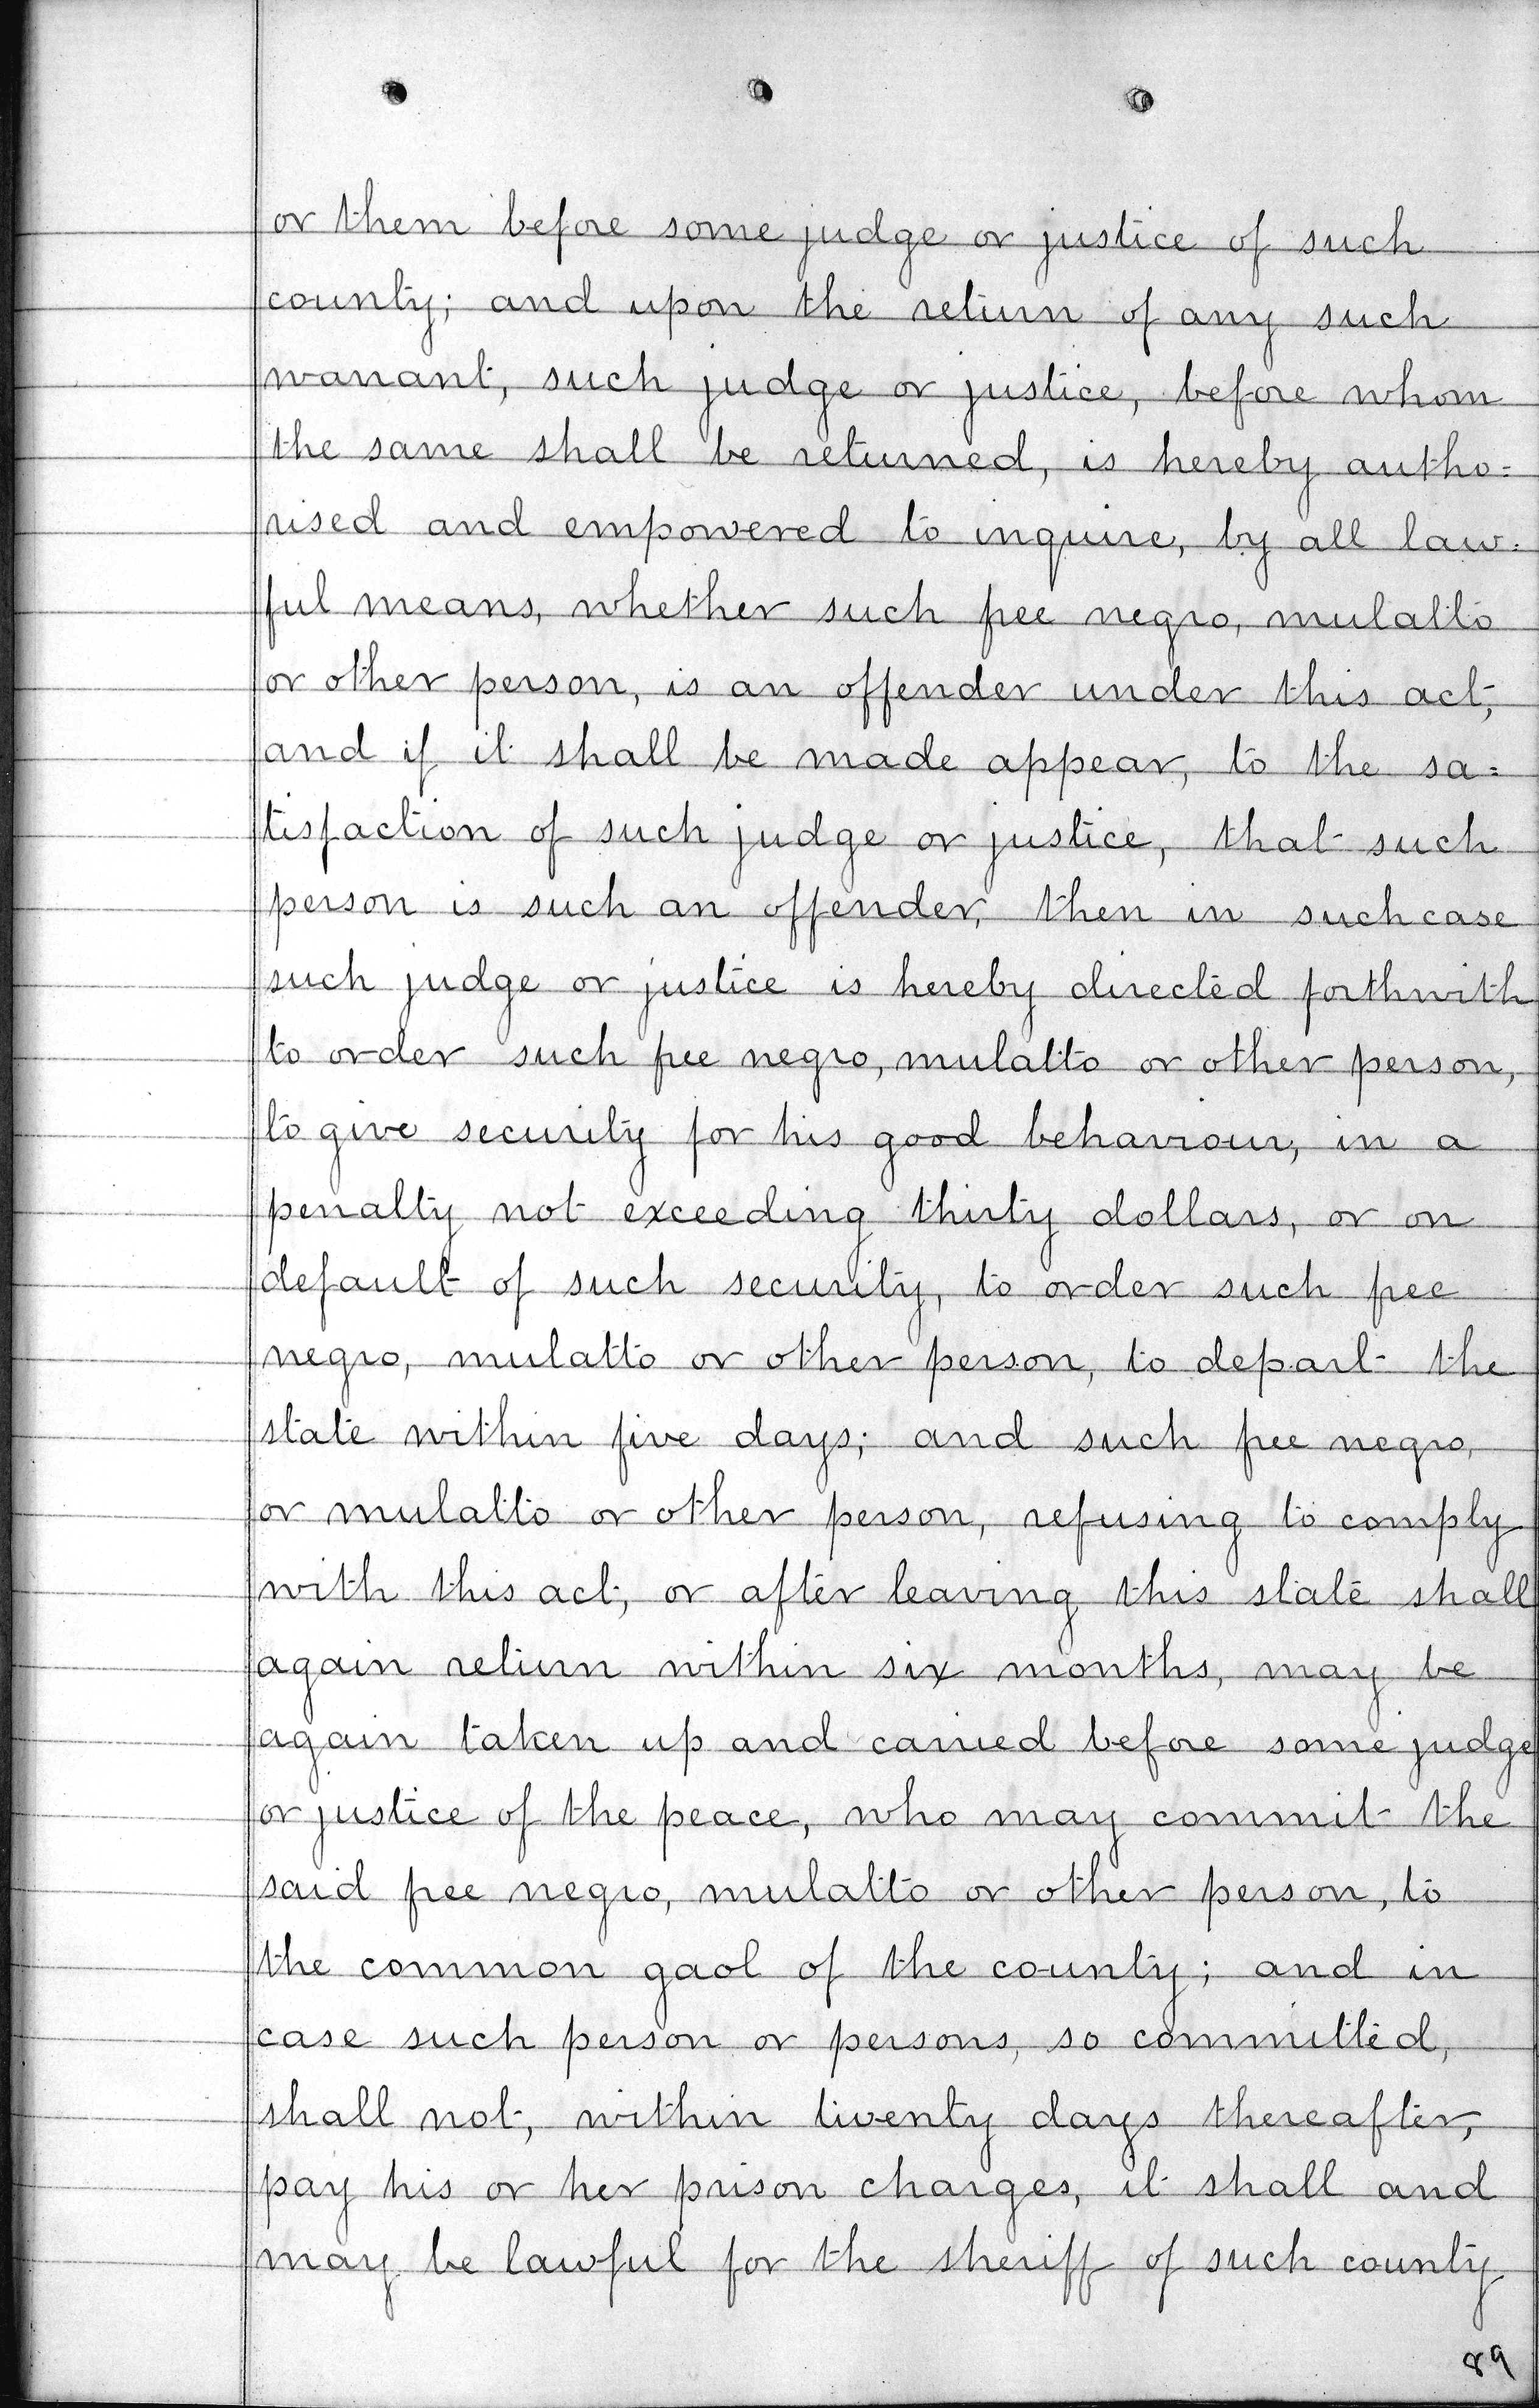 or them before some judge or justice of such
county; and upon the return of any such
warrant, such judge or justice, before whom
the same shall be returned, is hereby autho=
rised and empowered to inquire, by all law=
ful means, whether such free negro, mulatto
or other person, is an offender under this act,
and if it shall be made appear, to the sa=
tisfaction of such judge or justice, that such
person is such an offender, then in such case
such judge or justice is hereby directed forthwith
to order such free negro, mulatto or other person,
to give security for his good behaviour, in a
penalty not exceeding thirty dollars, or on
default of such security, to order such free
negro, mulatto or other person, to depart the
state within five days; and such free negro,
or mulatto or other person, refusing to comply
with this act, or after leaving this state shall
again return within six months, may be
again taken up and carried before some judge
or justice of the peace, who may commit the
said free negro, mulatto or other person, to
the common gaol of the county; and in
case such person or persons, so committed,
shall not, within twenty days thereafter,
pay his or her prison charges, it shall and
may be lawful for the sheriff of such county
89